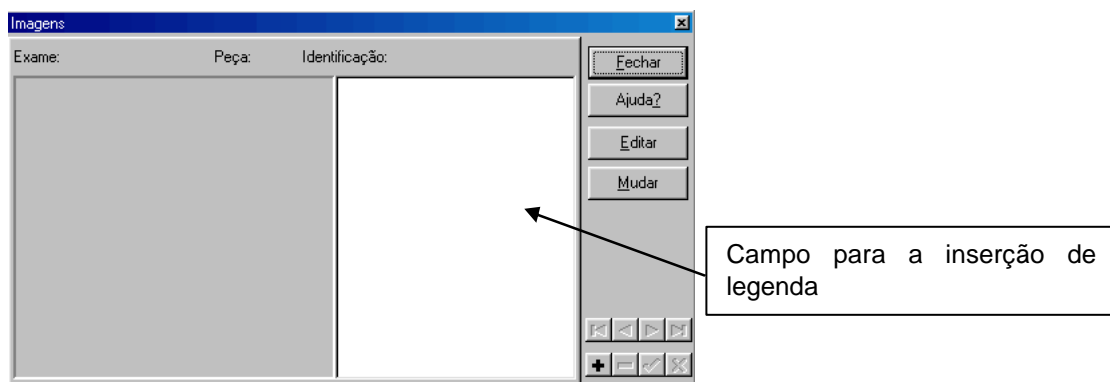 Imagens
Exame: Peça: Identificação:
Fechar
Ajuda?
Editar
Mudar
Campo para a inserção de
legenda